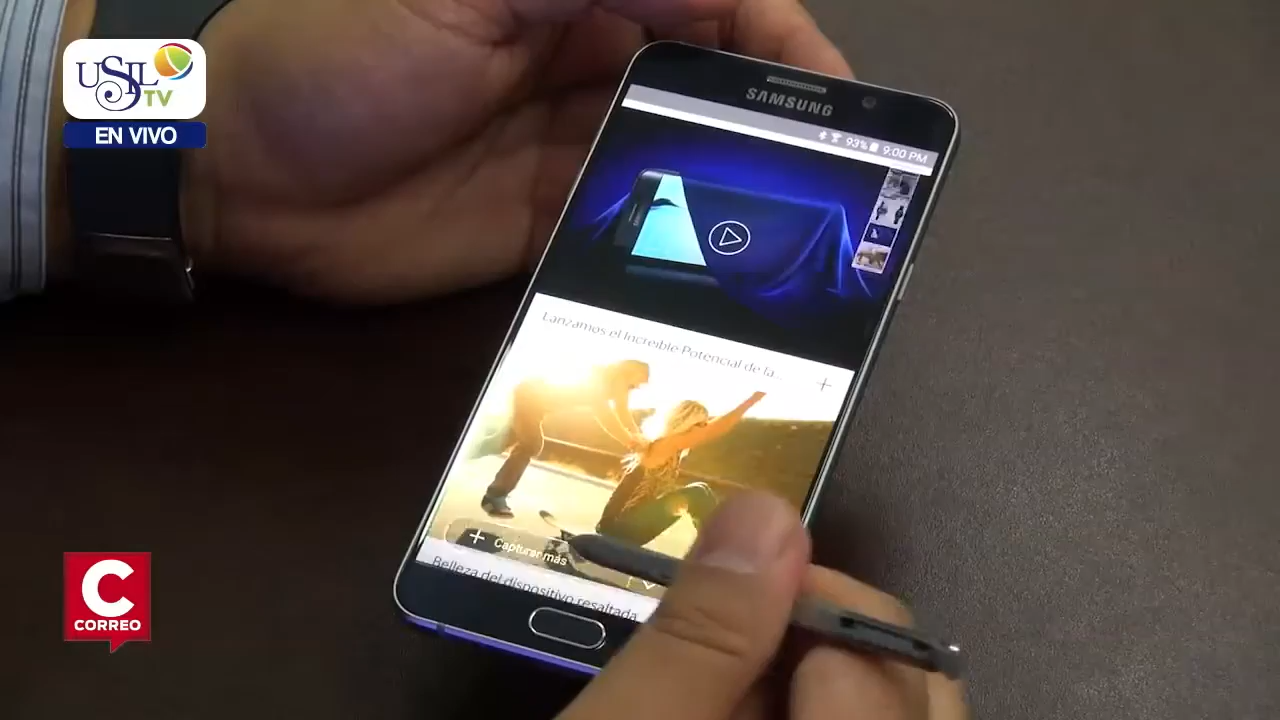 USIL
TV
EN VIVO
SAMSUNG
93% 9:00 PM
Lanzamos el Increíble Potencial de la...
+ Capturar más
Belleza del dispositivo resaltada
C
CORREO